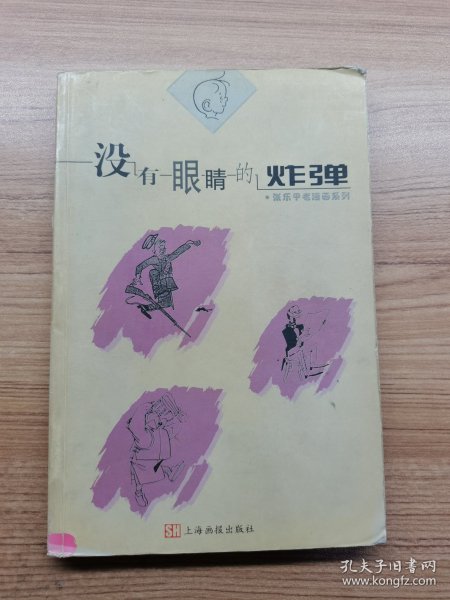 没有眼睛的炸弹
·张乐平老漫画系列
SH 上海画报出版社
孔夫子旧书网
www.kongfz.com